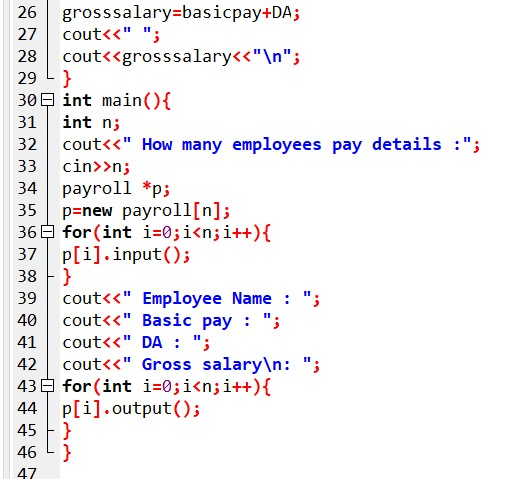 26 grosssalary=basicpay+DA;
27 cout<<" ";
28 cout<<grosssalary<<"\n";
29 }
30 int main(){
31 int n;
32 cout<<" How many employees pay details :";
33 cin>>n;
34 payroll *p;
35 p=new payroll[n];
36 for(int i=0;i<n;i++){
37 p[i].input();
38 }
39 cout<<" Employee Name : ";
40 cout<<" Basic pay : ";
41 cout<<" DA : ";
42 cout<<" Gross salary\n: ";
43 for(int i=0;i<n;i++){
44 p[i].output();
45 }
46 }
47